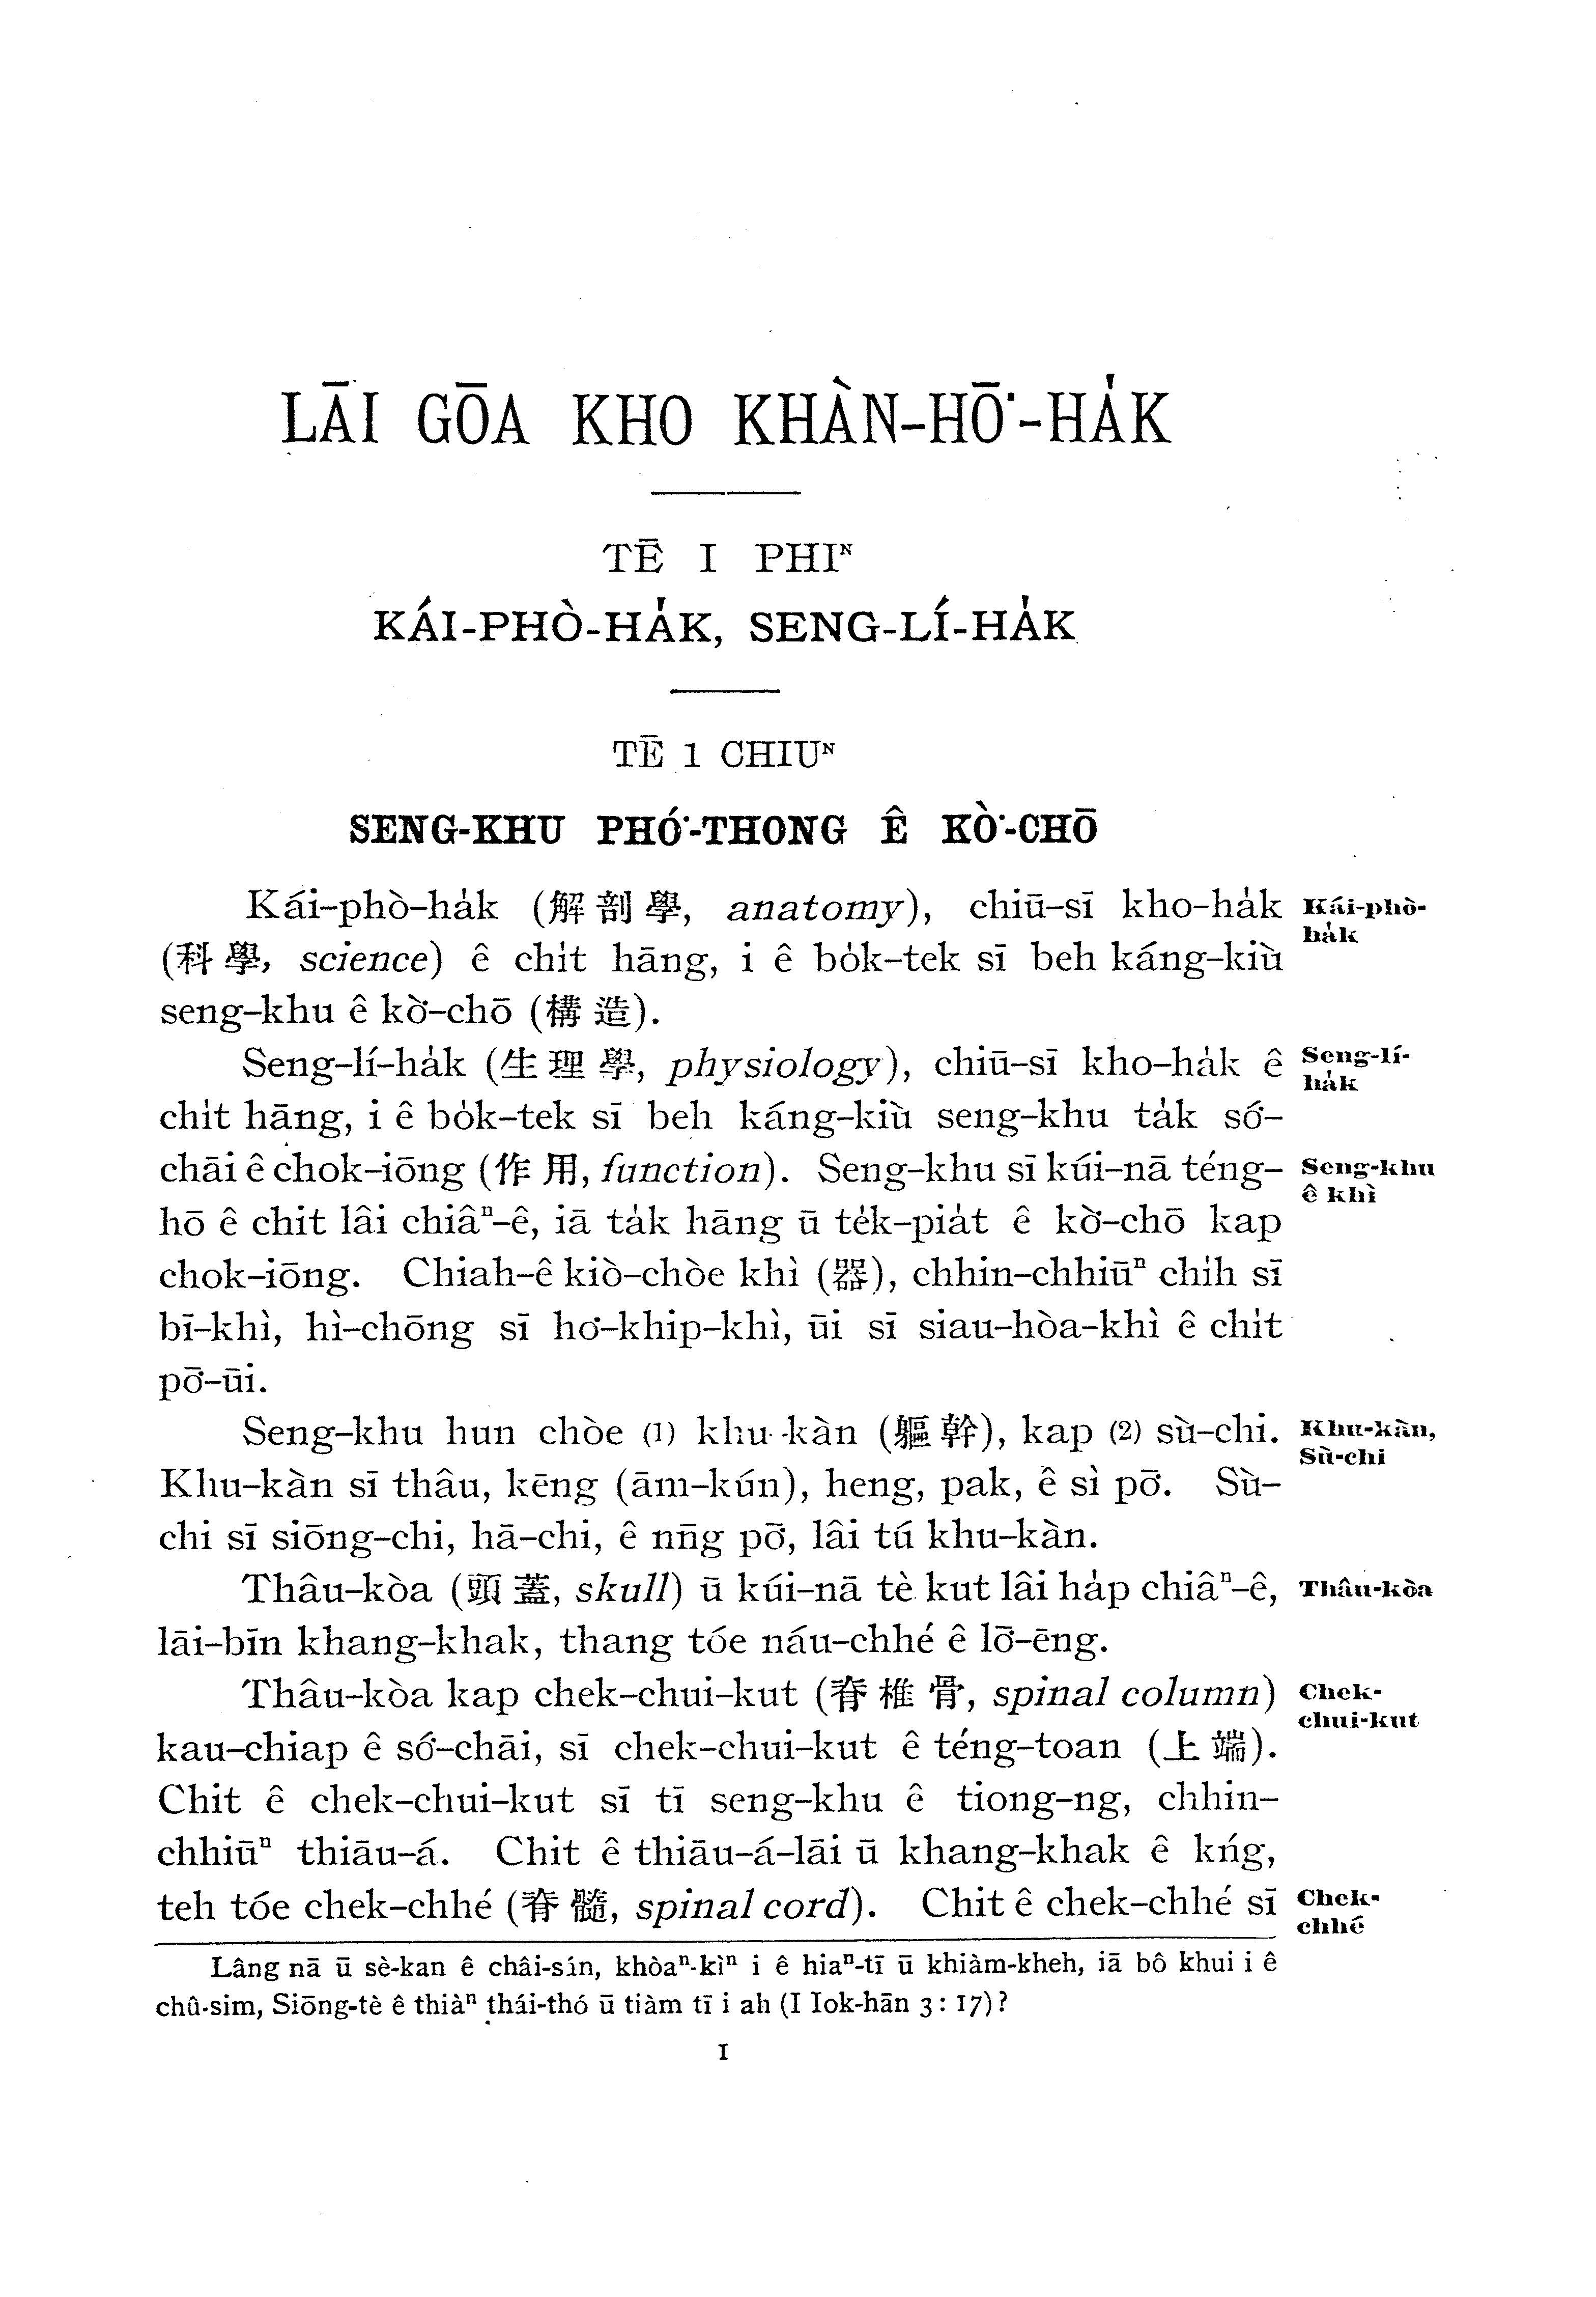 LĀI GŌA KHO KHÀN-HŌ͘-HA̍K
TĒ I PHIᴺ
KÁI-PHÒ-HA̍K, SENG-LÍ-HA̍K
TĒ 1 CHIUᴺ
SENG-KHU PHÓ͘-THONG Ê KÒ͘-CHŌ
Kái-phò-ha̍k (解剖學, anatomy), chiū-sī kho-ha̍k
Kái-phò-
ha̍k
(科學, science) ê chi̍t hāng, i ê bo̍k-tek sī beh káng-kiù
seng-khu ê kò͘-chō (構造).
Seng-lí-ha̍k (生理學, physiology), chiū-sī kho-ha̍k ê
Seng-lí-
ha̍k
chi̍t hāng, i ê bo̍k-tek sī beh káng-kiù seng-khu ta̍k só͘-
chāi ê chok-iōng (作用, function). Seng-khu sī kúi-nā téng-
Seng-khu
ê khì
hō ê chit lâi chiâⁿ-ê, iā ta̍k hāng ū te̍k-pia̍t ê kò͘-chō kap
chok-iōng. Chiah-ê kiò-chòe khì (器), chhin-chhiūⁿ chi̍h sī
bī-khì, hì-chōng sī ho͘-khip-khì, ūi sī siau-hòa-khì ê chi̍t
pō͘-ūi.
Seng-khu hun chòe (1) khu-kàn (軀幹), kap (2) sù-chi.
Khu-kàn,
Sù-chi
Khu-kàn sī thâu, kēng (ām-kún), heng, pak, ê sì pō͘. Sù-
chi sī siōng-chi, hā-chi, ê nn̄g pō͘, lâi tú khu-kàn.
Thâu-kòa (頭蓋, skull) ū kúi-nā tè kut lâi ha̍p chiâⁿ-ê,
Thâu-kòa
lāi-bīn khang-khak, thang tóe náu-chhé ê lō͘-ēng.
Thâu-kòa kap chek-chui-kut (脊椎骨, spinal column)
Chek-
chui-kut
kau-chiap ê só͘-chāi, sī chek-chui-kut ê téng-toan (上端).
Chit ê chek-chui-kut sī tī seng-khu ê tiong-ng, chhin-
chhiūⁿ thiāu-á. Chit ê thiāu-á-lāi ū khang-khak ê kńg,
teh tóe chek-chhé (脊髓, spinal cord). Chit ê chek-chhé sī
Chek-
chhé
Lâng nā ū sè-kan ê châi-sín, khòaⁿ-kìⁿ i ê hiaⁿ-tī ū khiàm-kheh, iā bô khui i ê
chû-sim, Siōng-tè ê thiàⁿ thái-thó ū tiàm tī i ah (I Iok-hān 3: 17)?
1